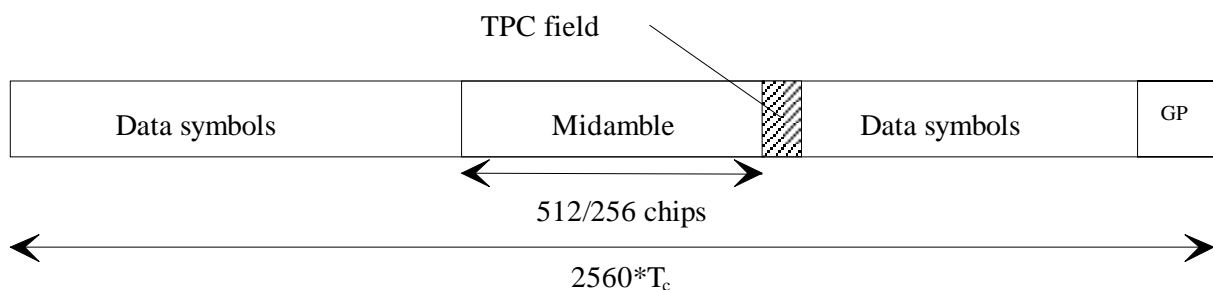 TPC field
Data symbols
Midamble
Data symbols
GP
512/256 chips
2560*Tc